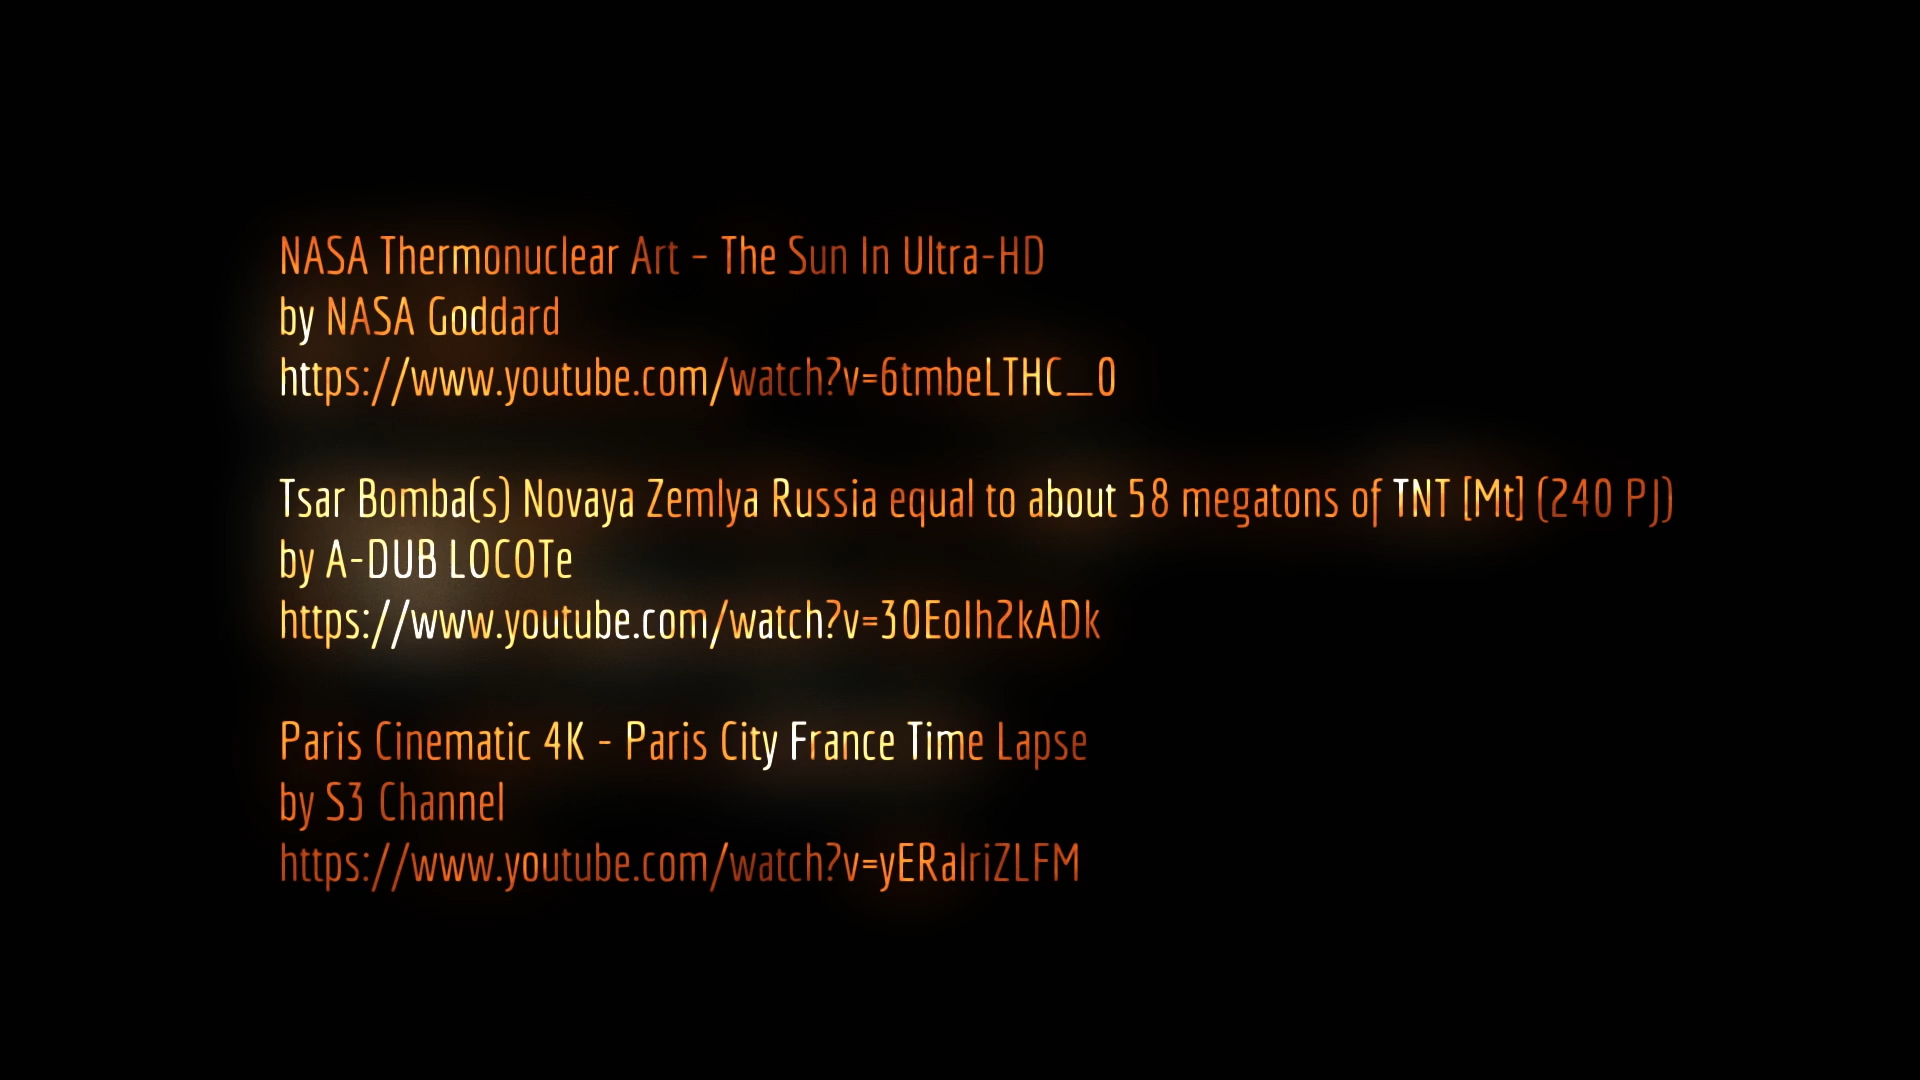 NASA Thermonuclear Art – The Sun In Ultra-HD
by NASA Goddard
https://www.youtube.com/watch?v=6tmbeLTHC_0
Tsar Bomba(s) Novaya Zemlya Russia equal to about 58 megatons of TNT [Mt] (240 PJ)
by A-DUB LOCOTe
https://www.youtube.com/watch?v=30EoIh2kADk
Paris Cinematic 4K - Paris City France Time Lapse
by S3 Channel
https://www.youtube.com/watch?v=yERaIriZLFM